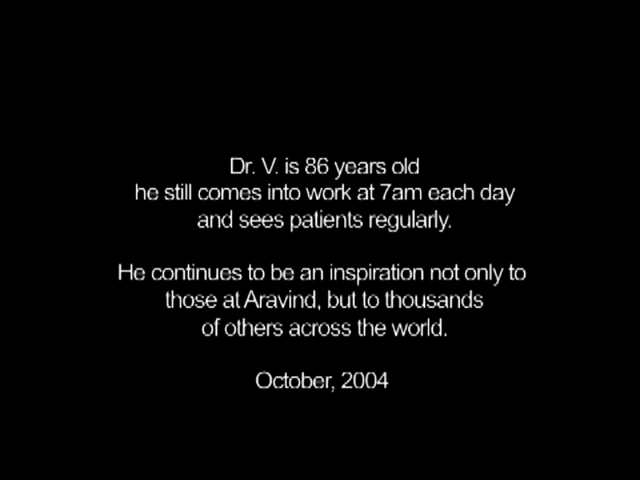 Dr. V. is 86 years old
he still comes into work at 7am each day
and sees patients regularly.
He continues to be an inspiration not only to
those at Aravind, but to thousands
of others across the world.
October, 2004